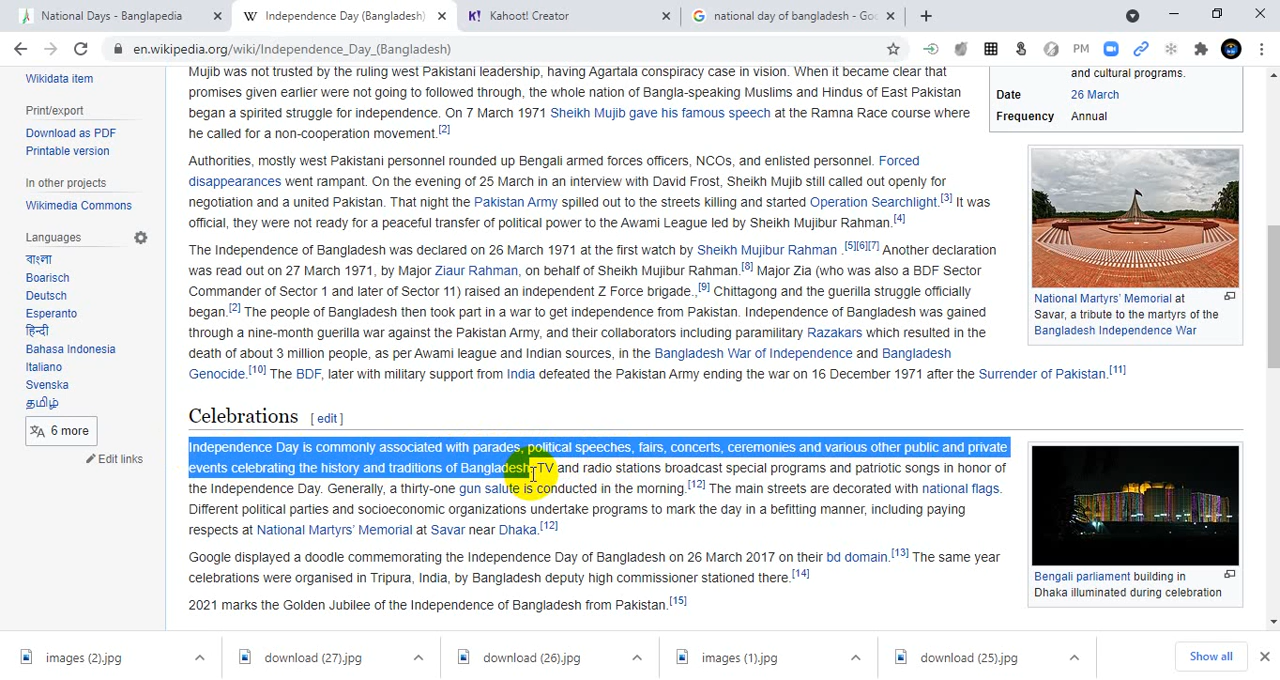 National Days - Banglapedia
Independence Day (Bangladesh)
Kahoot! Creator
national day of bangladesh - Goo
en.wikipedia.org/wiki/Independence_Day_(Bangladesh)
PM
Wikidata item
Print/export
Download as PDF
Printable version
In other projects
Wikimedia Commons
Languages
বাংলা
Boarisch
Deutsch
Esperanto
हिन्दी
Bahasa Indonesia
Italiano
Svenska
தமிழ்
6 more
Edit links
Mujib was not trusted by the ruling west Pakistani leadership, having Agartala conspiracy case in vision. When it became clear that
promises given earlier were not going to followed through, the whole nation of Bangla-speaking Muslims and Hindus of East Pakistan
began a spirited struggle for independence. On 7 March 1971 Sheikh Mujib gave his famous speech at the Ramna Race course where
he called for a non-cooperation movement.[2]
Authorities, mostly west Pakistani personnel rounded up Bengali armed forces officers, NCOs, and enlisted personnel. Forced
disappearances went rampant. On the evening of 25 March in an interview with David Frost, Sheikh Mujib still called out openly for
negotiation and a united Pakistan. That night the Pakistan Army spilled out to the streets killing and started Operation Searchlight.[3] It was
official, they were not ready for a peaceful transfer of political power to the Awami League led by Sheikh Mujibur Rahman.[4]
The Independence of Bangladesh was declared on 26 March 1971 at the first watch by Sheikh Mujibur Rahman .[5][6][7] Another declaration
was read out on 27 March 1971, by Major Ziaur Rahman, on behalf of Sheikh Mujibur Rahman.[8] Major Zia (who was also a BDF Sector
Commander of Sector 1 and later of Sector 11) raised an independent Z Force brigade.,[9] Chittagong and the guerilla struggle officially
began.[2] The people of Bangladesh then took part in a war to get independence from Pakistan. Independence of Bangladesh was gained
through a nine-month guerilla war against the Pakistan Army, and their collaborators including paramilitary Razakars which resulted in the
death of about 3 million people, as per Awami league and Indian sources, in the Bangladesh War of Independence and Bangladesh
Genocide.[10] The BDF, later with military support from India defeated the Pakistan Army ending the war on 16 December 1971 after the Surrender of Pakistan.[11]
Celebrations [ edit ]
Independence Day is commonly associated with parades, political speeches, fairs, concerts, ceremonies and various other public and private
events celebrating the history and traditions of Bangladesh. TV and radio stations broadcast special programs and patriotic songs in honor of
the Independence Day. Generally, a thirty-one gun salute is conducted in the morning.[12] The main streets are decorated with national flags.
Different political parties and socioeconomic organizations undertake programs to mark the day in a befitting manner, including paying
respects at National Martyrs' Memorial at Savar near Dhaka.[12]
Google displayed a doodle commemorating the Independence Day of Bangladesh on 26 March 2017 on their bd domain.[13] The same year
celebrations were organised in Tripura, India, by Bangladesh deputy high commissioner stationed there.[14]
2021 marks the Golden Jubilee of the Independence of Bangladesh from Pakistan.[15]
and cultural programs.
Date 26 March
Frequency Annual
National Martyrs' Memorial at
Savar, a tribute to the martyrs of the
Bangladesh Independence War
Bengali parliament building in
Dhaka illuminated during celebration
images (2).jpg
download (27).jpg
download (26).jpg
images (1).jpg
download (25).jpg
Show all